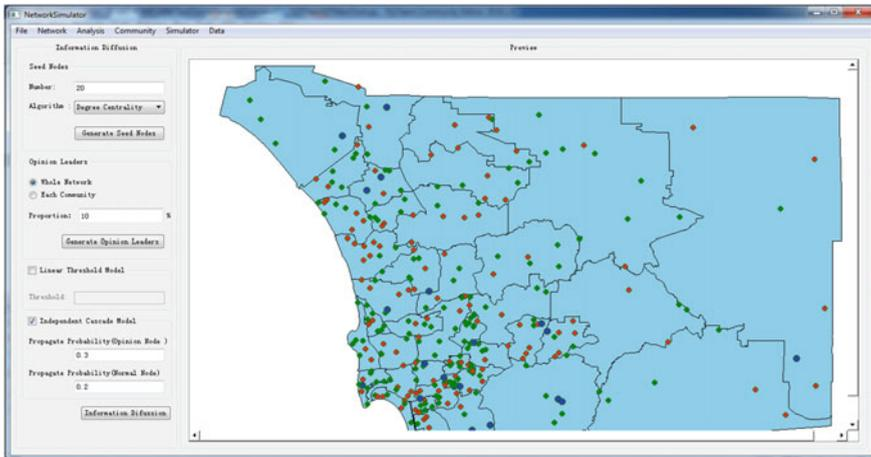 NetworkSimulator
File Network Analysis Community Simulator Data
Information Diffusion
Preview
Seed Nodes
Number: 20
Algorithm : Degree Centrality
Generate Seed Nodes
Opinion Leaders
Whole Network
Each Community
Proportion: 10 %
Generate Opinion Leaders
Linear Threshold Model
Threshold:
Independent Cascade Model
Propagate Probability(Opinion Node )
0.3
Propagate Probability(Normal Node)
0.2
Information Difussion